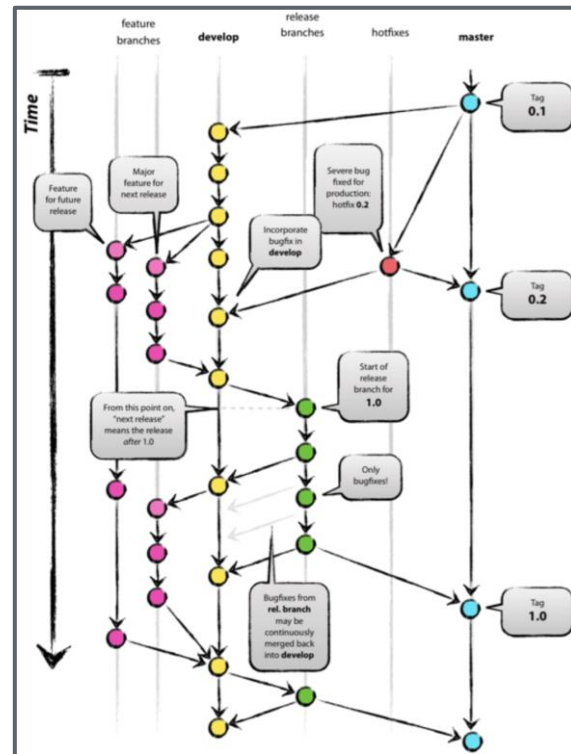 feature
branches
develop
release
branches
hotfixes
master
Time
Tag
0.1
Major
feature for
next release
Severe bug
fixed for
production:
hotfix 0.2
Feature
for future
release
Incorporate
bugfix in
develop
Tag
0.2
Start of
release
branch for
1.0
From this point on,
"next release"
means the release
after 1.0
Only
bugfixes!
Bugfixes from
rel. branch
may be
continuously
merged back
into develop
Tag
1.0